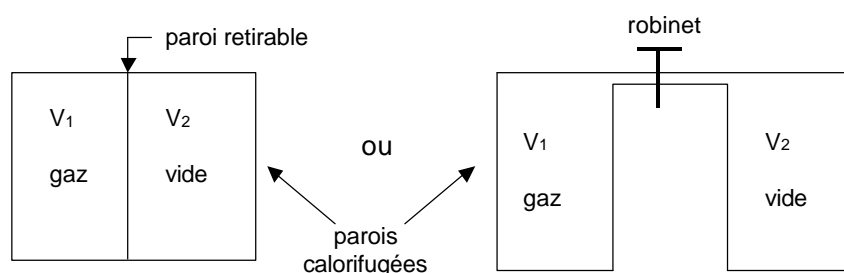 robinet
paroi retirable
V1
V2
gaz
vide
ou
V1
V2
gaz
vide
parois
calorifugées